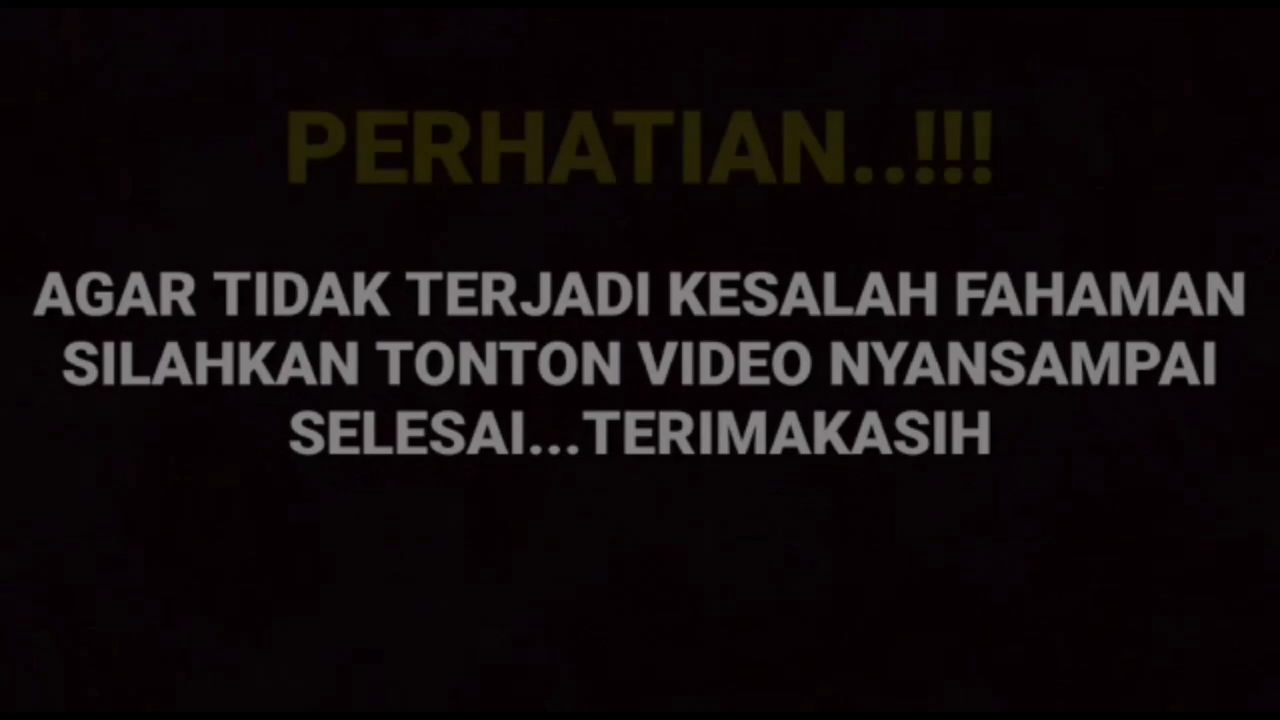 PERHATIAN..!!!
AGAR TIDAK TERJADI KESALAH FAHAMAN
SILAHKAN TONTON VIDEO NYANSAMPAI
SELESAI...TERIMAKASIH